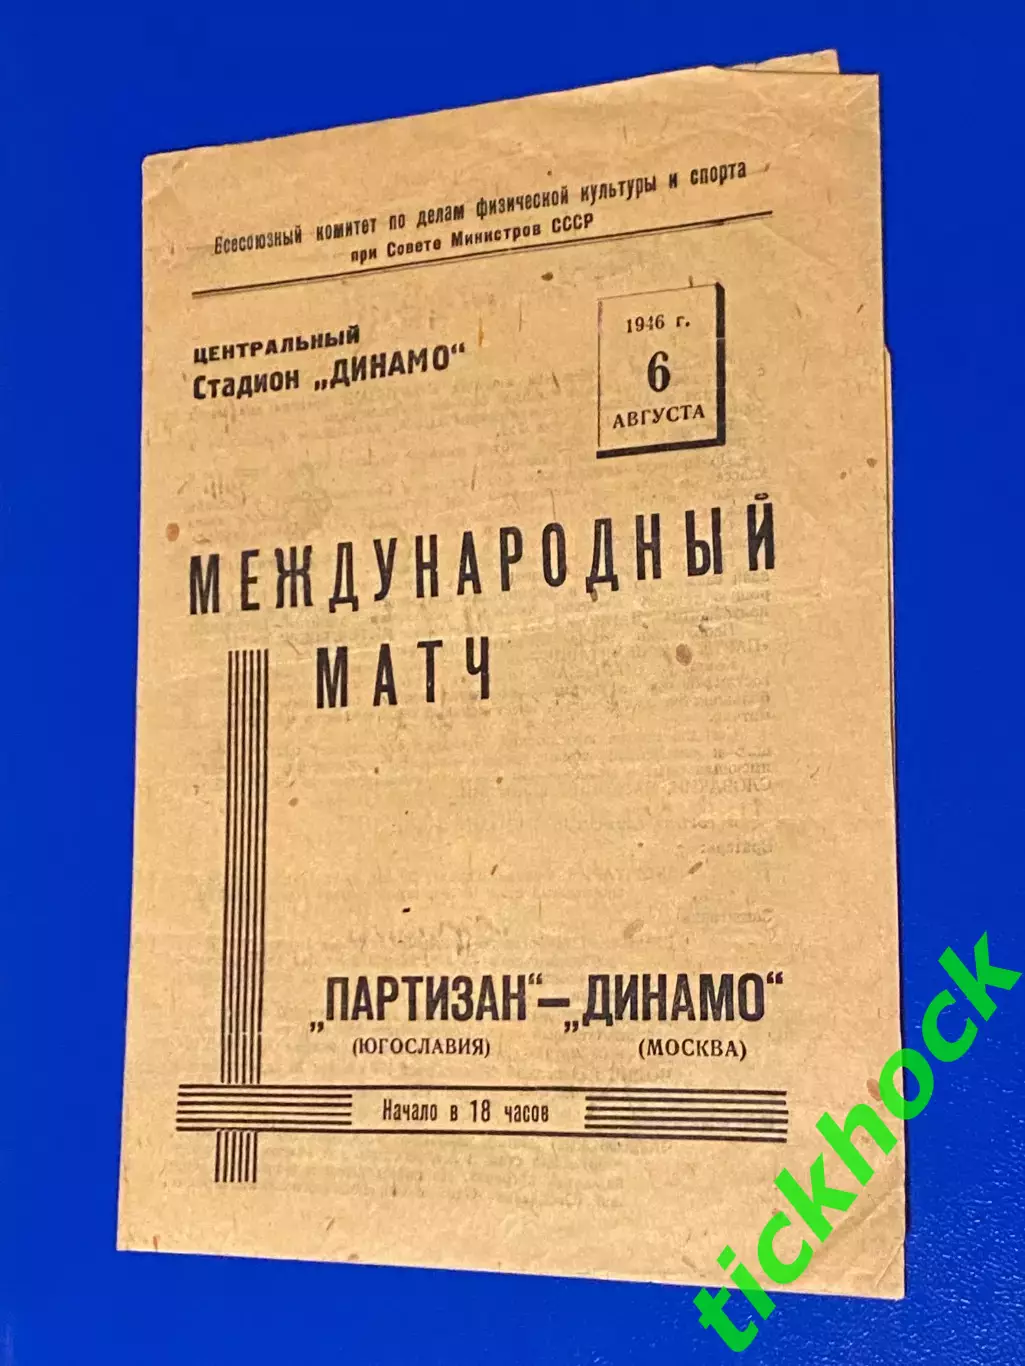 Всесоюзный комитет по делам физической культуры и спорта
при Совете Министров СССР
ЦЕНТРАЛЬНЫЙ
Стадион „ДИНАМО“
1946 г.
6
АВГУСТА
МЕЖДУНАРОДНЫЙ
МАТЧ
„ПАРТИЗАН“—„ДИНАМО“
(ЮГОСЛАВИЯ) (МОСКВА)
Начало в 18 часов
tickhock